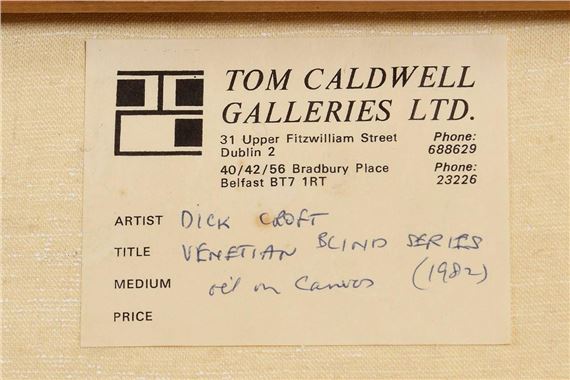 TOM CALDWELL
GALLERIES LTD.
31 Upper Fitzwilliam Street Phone:
Dublin 2 688629
40/42/56 Bradbury Place Phone:
Belfast BT7 1RT 23226
ARTIST DICK CROFT
TITLE VENETIAN BLIND SERIES
MEDIUM oil on Canvas (1982)
PRICE